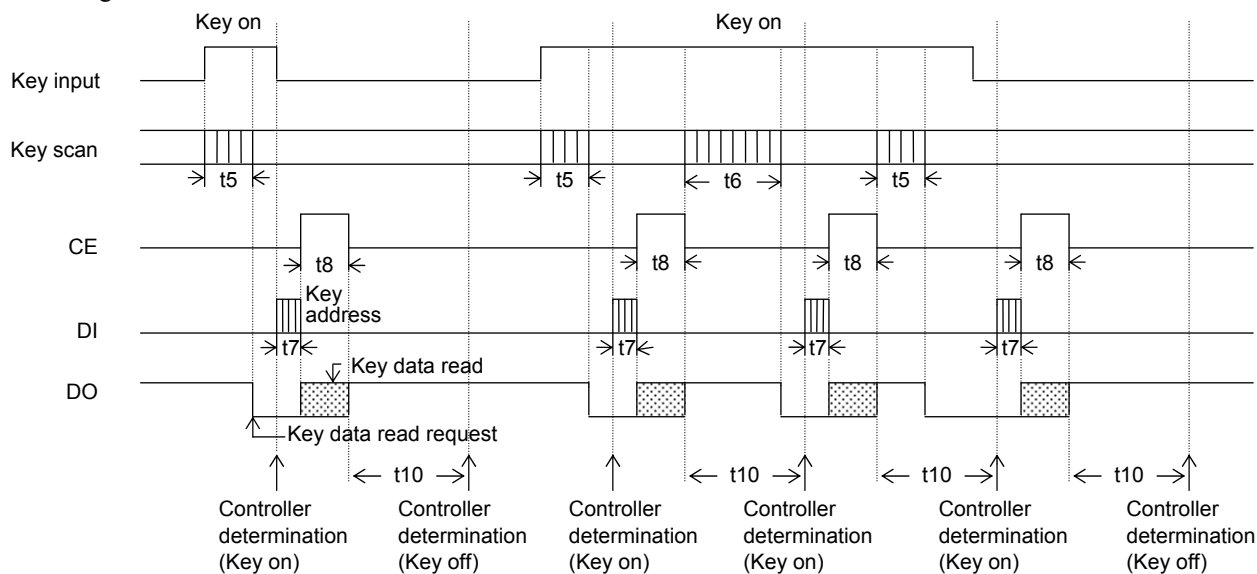 Key on Key on
Key input
Key scan
t5 t5 t6 t5
CE
t8 t8 t8 t8
Key
address
DI
t7 t7 t7 t7
Key data read
DO
Key data read request
t10 t10 t10 t10
Controller Controller Controller Controller Controller Controller
determination determination determination determination determination determination
(Key on) (Key off) (Key on) (Key on) (Key on) (Key off)